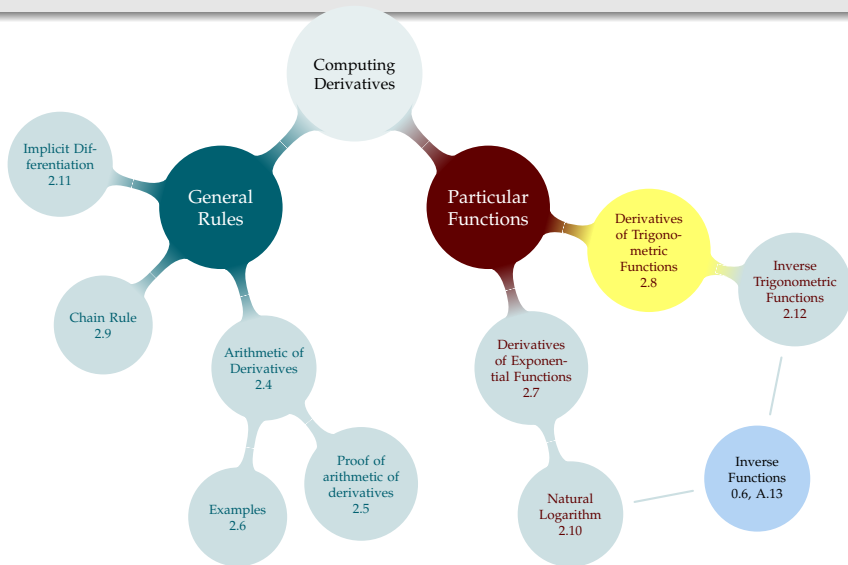 Computing
Derivatives
Implicit Dif-
ferentiation
2.11
General
Rules
Particular
Functions
Derivatives
of Trigono-
metric
Functions
2.8
Inverse
Trigonometric
Functions
2.12
Chain Rule
2.9
Arithmetic of
Derivatives
2.4
Derivatives
of Exponen-
tial Functions
2.7
Proof of
arithmetic of
derivatives
2.5
Examples
2.6
Natural
Logarithm
2.10
Inverse
Functions
0.6, A.13